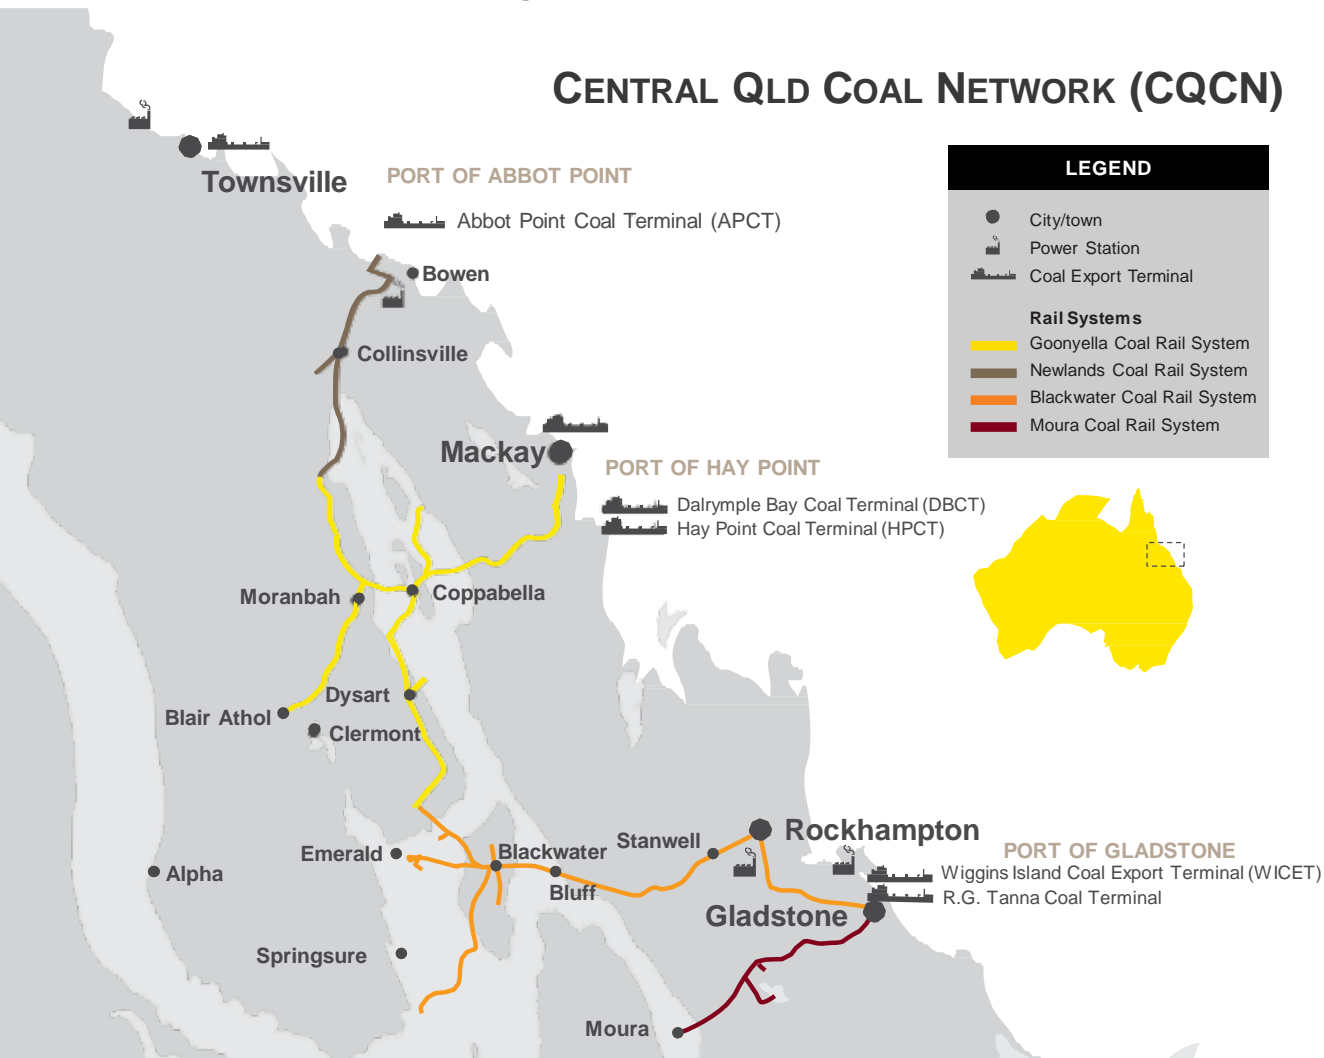 CENTRAL QLD COAL NETWORK (CQCN)
LEGEND
City/town
Power Station
Coal Export Terminal
Rail Systems
Goonyella Coal Rail System
Newlands Coal Rail System
Blackwater Coal Rail System
Moura Coal Rail System
Townsville
PORT OF ABBOT POINT
Abbot Point Coal Terminal (APCT)
Bowen
Collinsville
Mackay
PORT OF HAY POINT
Dalrymple Bay Coal Terminal (DBCT)
Hay Point Coal Terminal (HPCT)
Moranbah
Coppabella
Dysart
Blair Athol
Clermont
Rockhampton
Stanwell
Emerald
Blackwater
PORT OF GLADSTONE
Wiggins Island Coal Export Terminal (WICET)
Alpha
Bluff
R.G. Tanna Coal Terminal
Gladstone
Springsure
Moura